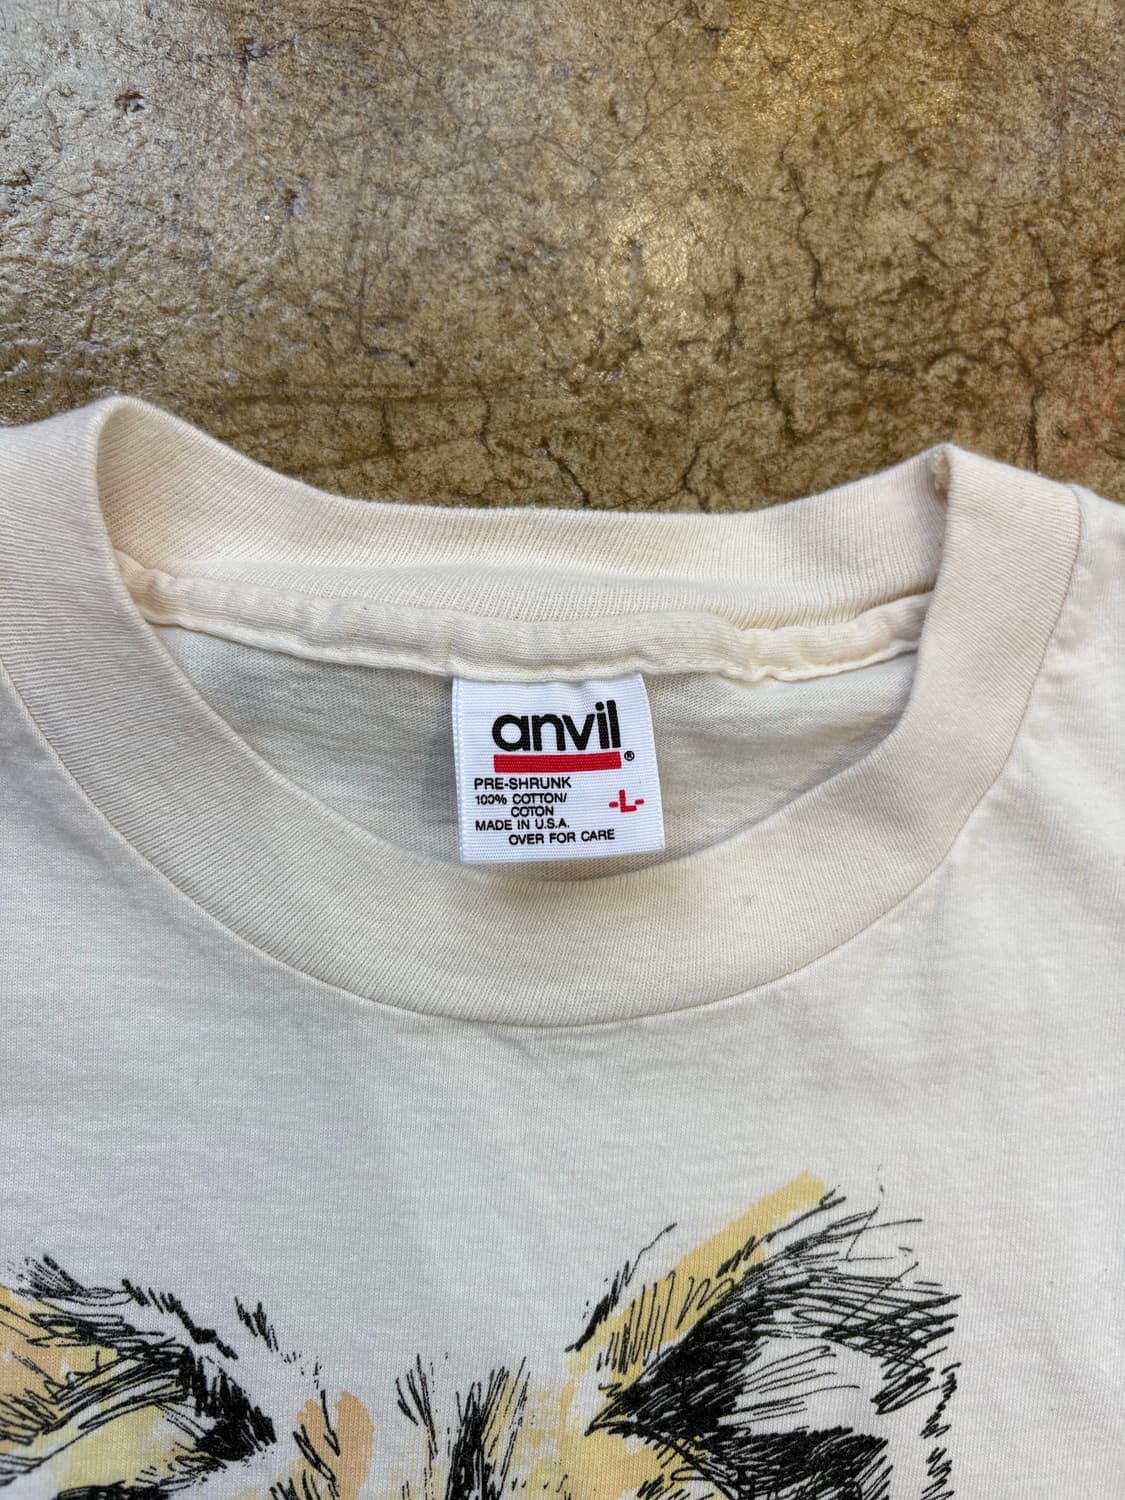 anvil®
PRE-SHRUNK
100% COTTON/
COTON
-L-
MADE IN U.S.A.
OVER FOR CARE